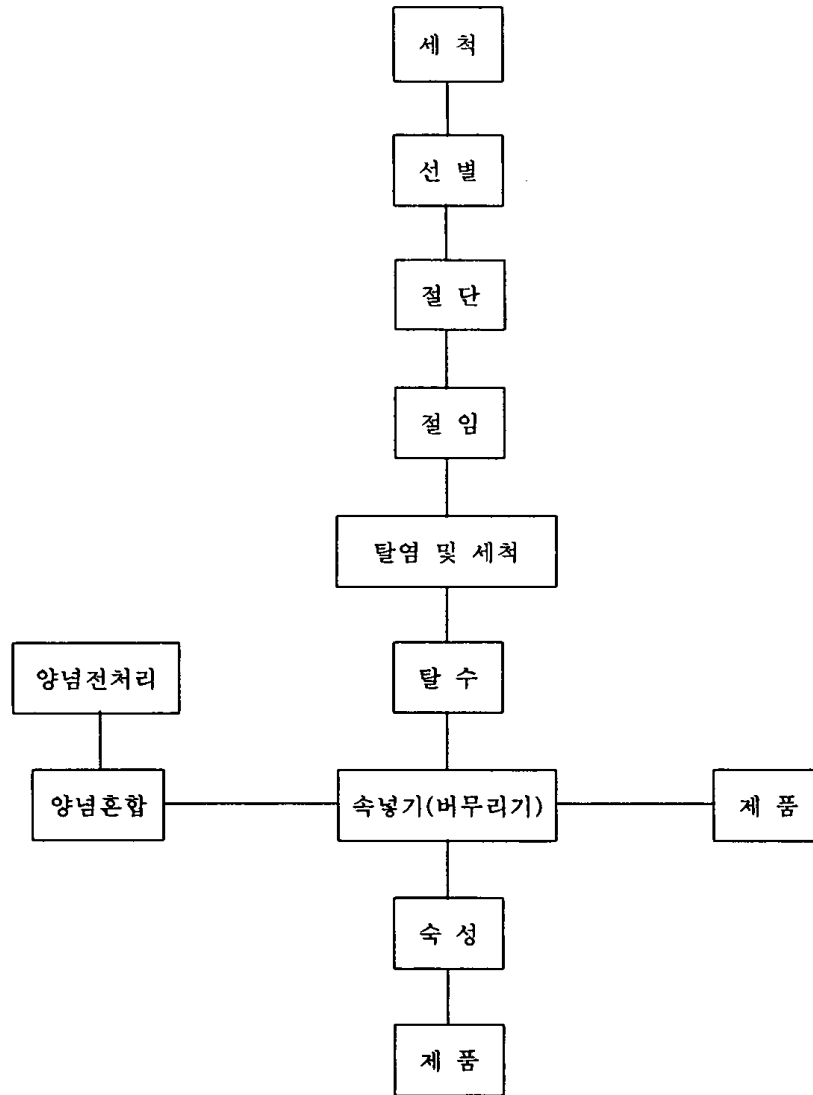 세 척
선 별
절 단
절 임
탈염 및 세척
양념전처리
탈 수
양념혼합
속넣기(버무리기)
제 품
숙 성
제 품